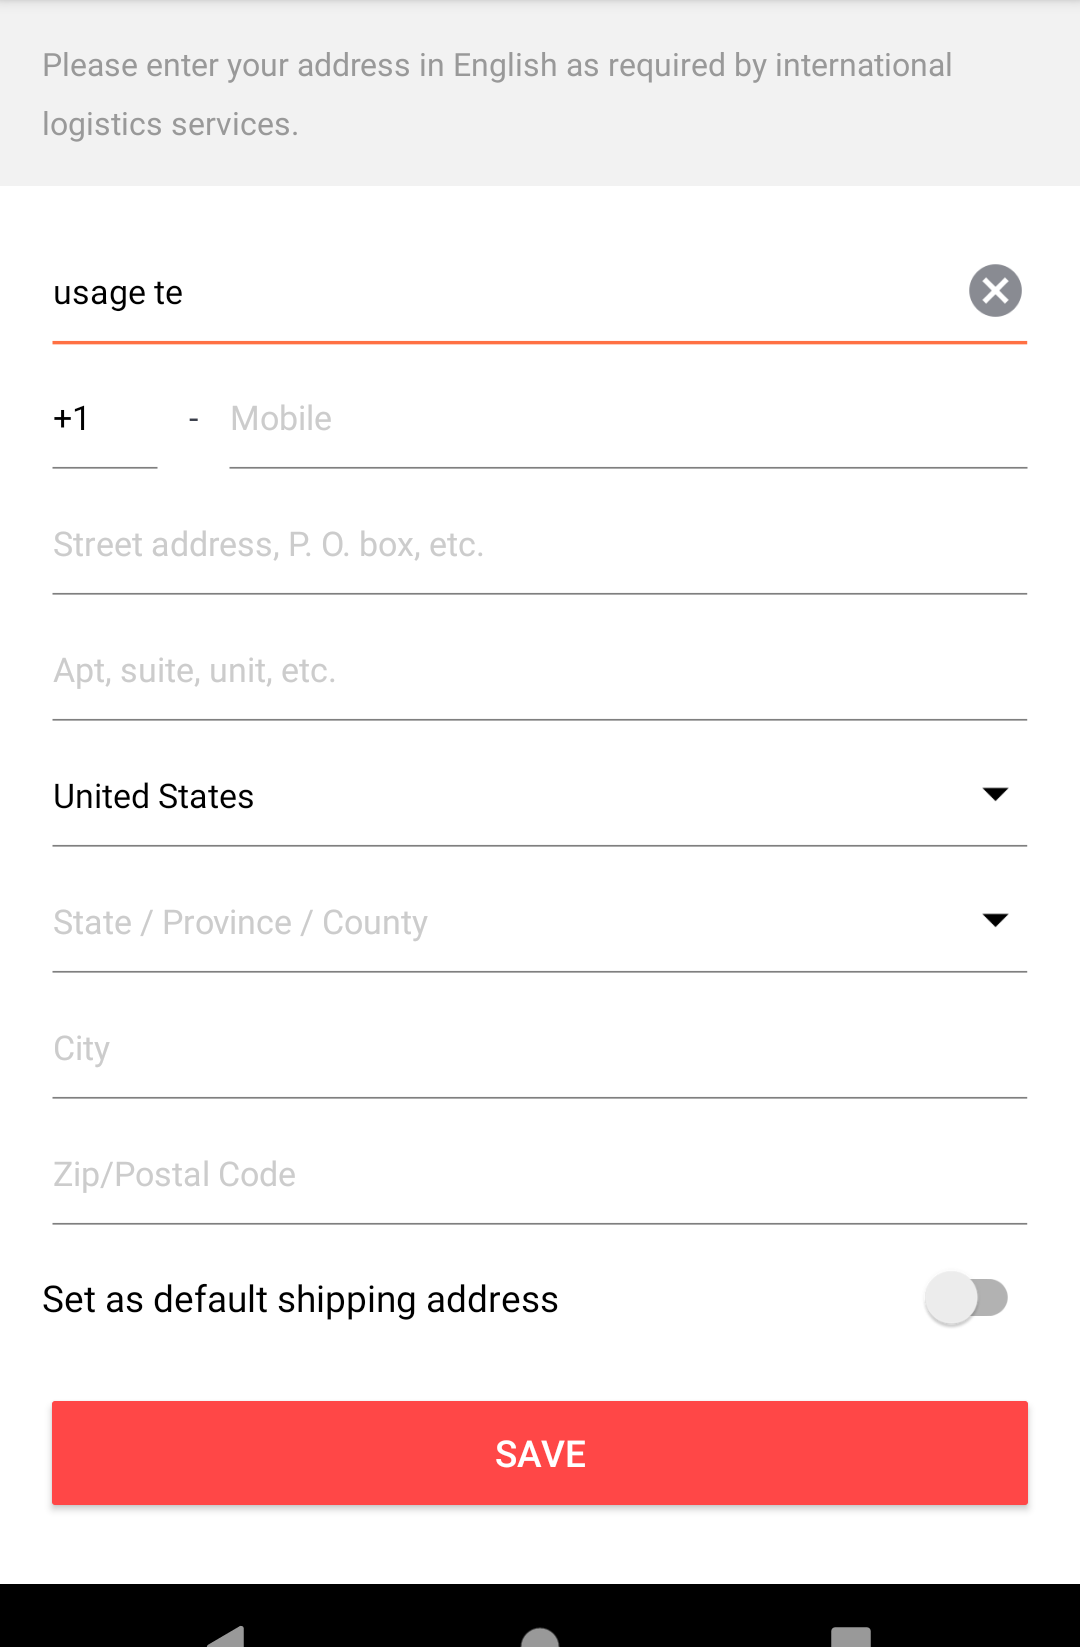 Please enter your address in English as required by international
logistics services.
usage te
+1 - Mobile
Street address, P. O. box, etc.
Apt, suite, unit, etc.
United States
State / Province / County
City
Zip/Postal Code
Set as default shipping address
SAVE